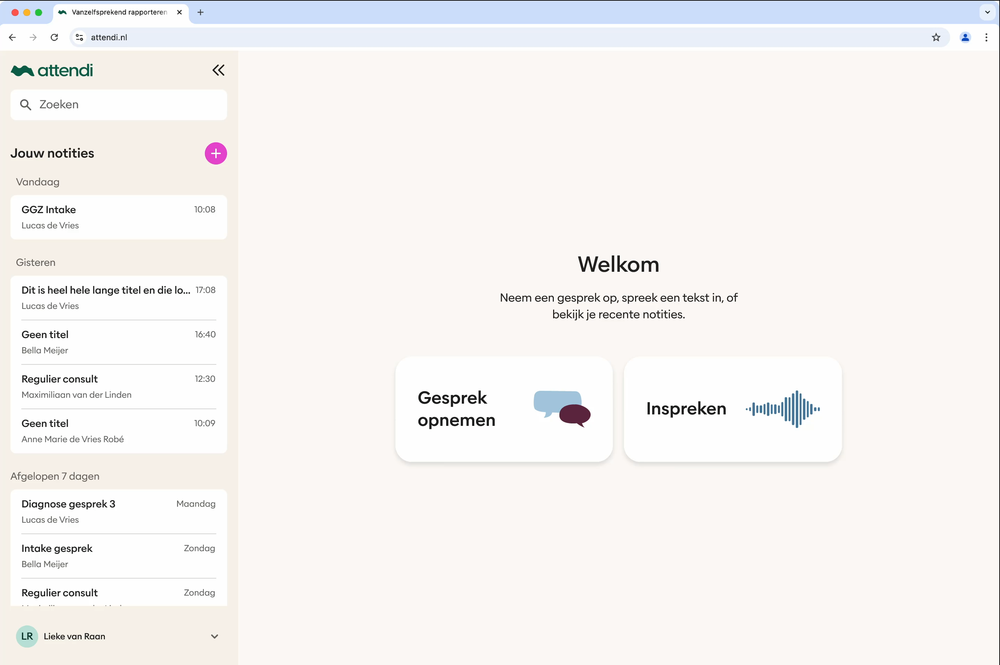 Vanzelfsprekend rapporteren
attendi.nl
attendi
Zoeken
Jouw notities
Vandaag
GGZ Intake 10:08
Lucas de Vries
Gisteren
Dit is heel hele lange titel en die lo... 17:08
Lucas de Vries
Geen titel 16:40
Bella Meijer
Regulier consult 12:30
Maximiliaan van der Linden
Geen titel 10:09
Anne Marie de Vries Robé
Afgelopen 7 dagen
Diagnose gesprek 3 Maandag
Lucas de Vries
Intake gesprek Zondag
Bella Meijer
Regulier consult Zondag
LR Lieke van Raan
Welkom
Neem een gesprek op, spreek een tekst in, of
bekijk je recente notities.
Gesprek
opnemen
Inspreken